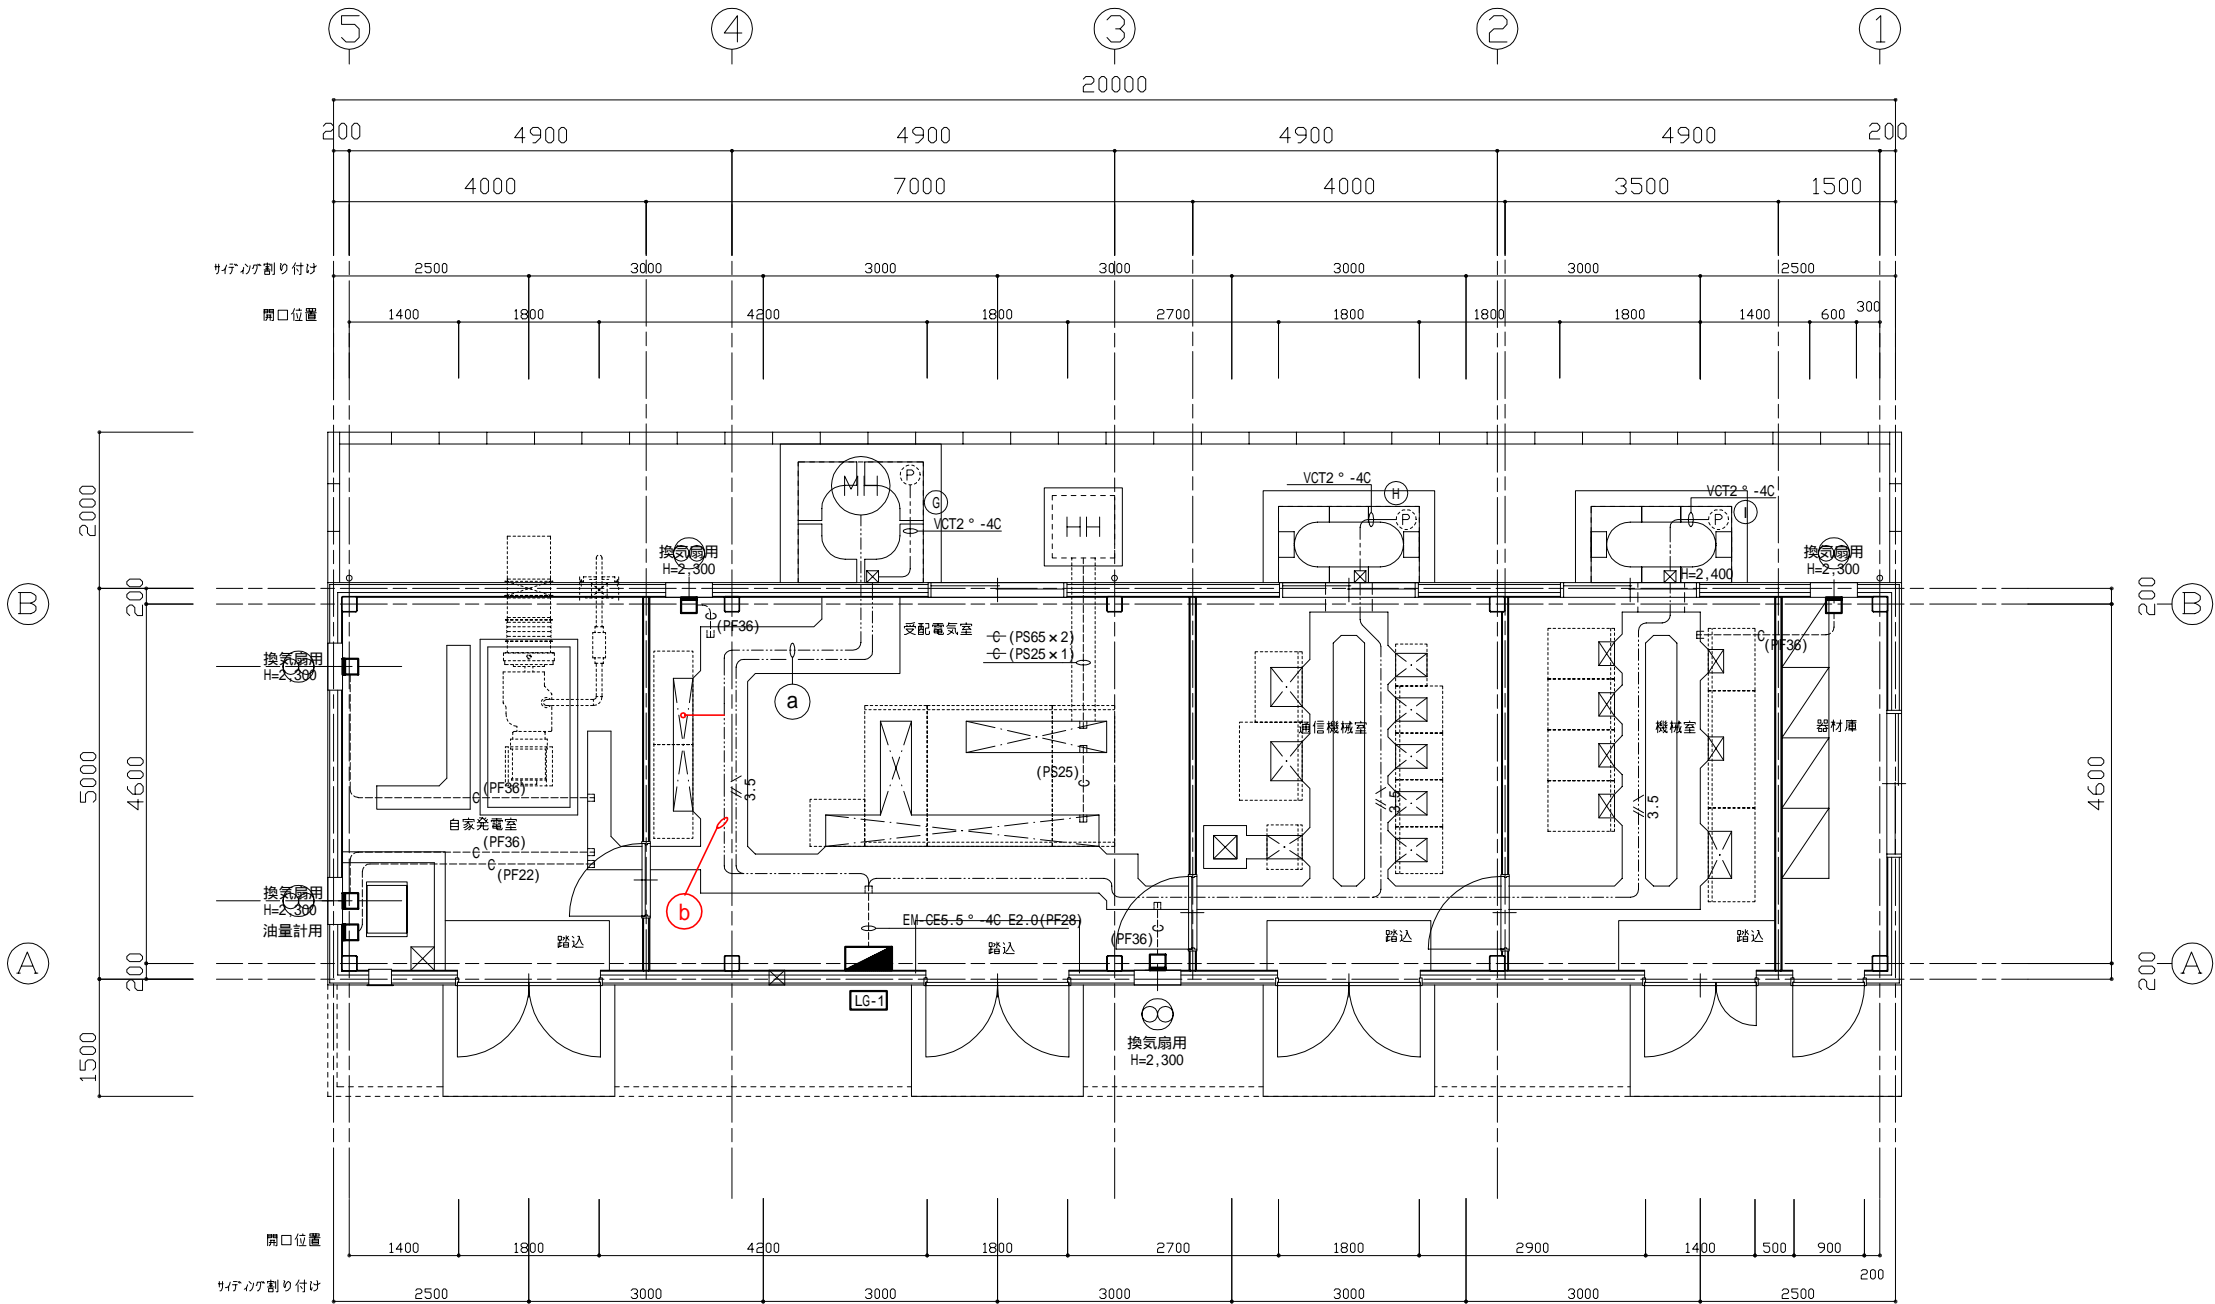 5 4 3 2 1
20000
200 4900 4900 4900 4900 200
4000 7000 4000 3500 1500
サイディング割り付け 2500 3000 3000 3000 3000 3000 2500
開口位置 1400 1800 4200 1800 2700 1800 1800 1800 1400 600 300
2000
200
5000
4600
200
1500
B
A
MH
P
G
VCT2°-4C
HH
VCT2°-4C
H
P
VCT2°-4C
P
I
換気扇用
H=2,300
H=2,400
換気扇用
H=2,300
B
200
4600
200
A
E
C
(PF36)
受配電気室
C (PS65×2)
C (PS25×1)
C
(PF36)
換気扇用
H=2,300
a
通信機械室
機械室
器材庫
(PS25)
C
3.5
3.5
3.5
(PF36)
C
自家発電室
(PF36)
C
C
(PF22)
換気扇用
H=2,300
油量計用
b
EM-CE5.5°-4C E2.0(PF28)
(PF36)
C
踏込
踏込
踏込
踏込
LG-1
換気扇用
H=2,300
開口位置 1400 1800 4200 1800 2700 1800 2900 1400 500 900
200
サイディング割り付け 2500 3000 3000 3000 3000 3000 2500